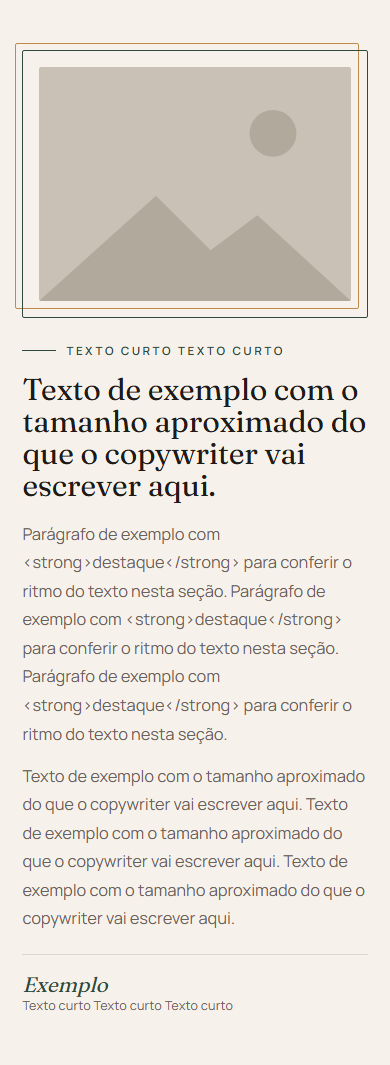 TEXTO CURTO TEXTO CURTO
Texto de exemplo com o
tamanho aproximado do
que o copywriter vai
escrever aqui.
Parágrafo de exemplo com
<strong>destaque</strong> para conferir o
ritmo do texto nesta seção. Parágrafo de
exemplo com <strong>destaque</strong>
para conferir o ritmo do texto nesta seção.
Parágrafo de exemplo com
<strong>destaque</strong> para conferir o
ritmo do texto nesta seção.
Texto de exemplo com o tamanho aproximado
do que o copywriter vai escrever aqui. Texto
de exemplo com o tamanho aproximado do
que o copywriter vai escrever aqui. Texto de
exemplo com o tamanho aproximado do que o
copywriter vai escrever aqui.
Exemplo
Texto curto Texto curto Texto curto